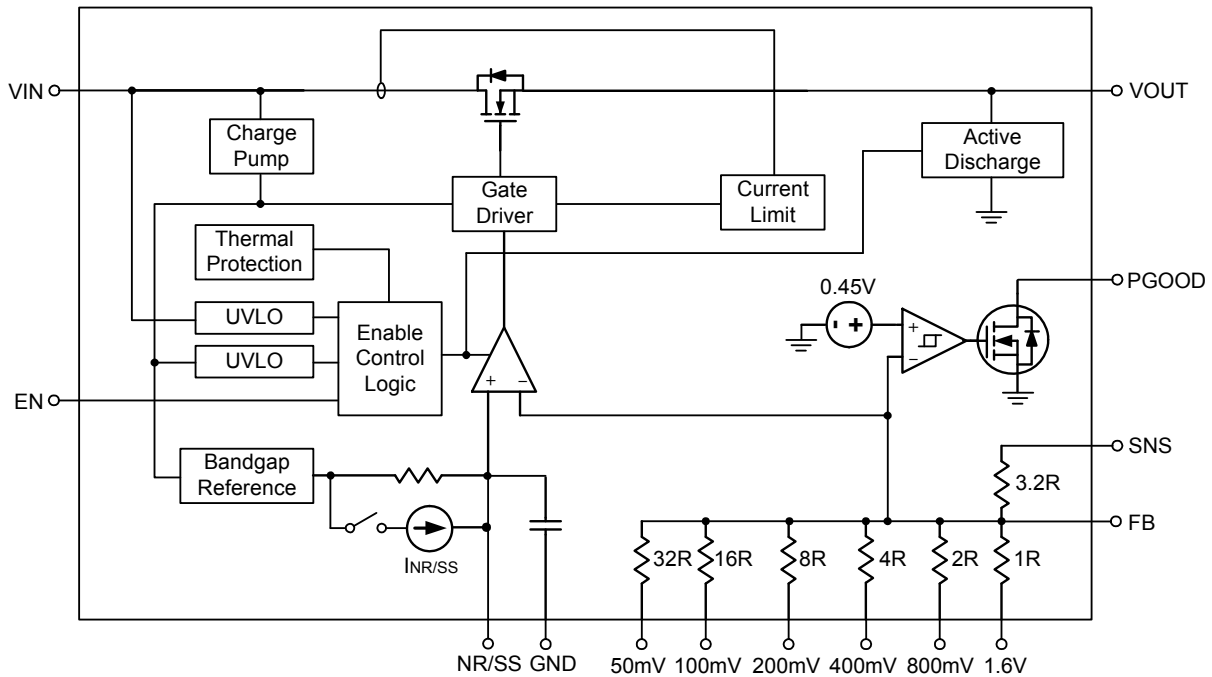 VIN
VOUT
Charge
Pump
Active
Discharge
Gate
Driver
Current
Limit
Thermal
Protection
PGOOD
0.45V
- +
UVLO
Enable
Control
Logic
UVLO
+
−
+ −
EN
SNS
Bandgap
Reference
3.2R
FB
INR/SS
32R 16R 8R 4R 2R 1R
NR/SS GND 50mV 100mV 200mV 400mV 800mV 1.6V